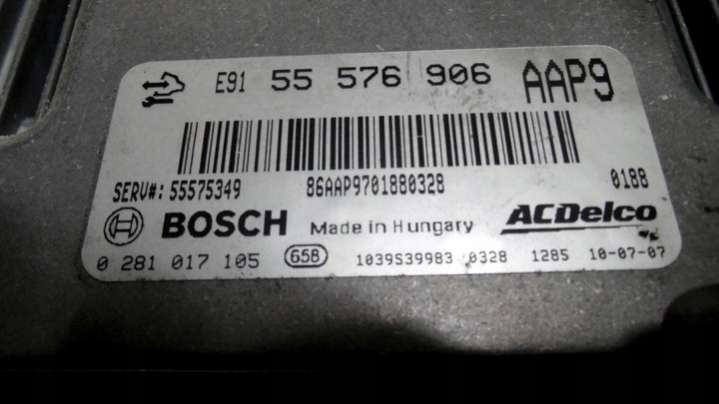 E91 55 576 906 AAP9
SERV#: 55575349 86AAP9701880328 0188
BOSCH Made in Hungary ACDelco
0 281 017 105 G58 1039S39983 0328 1285 10-07-07